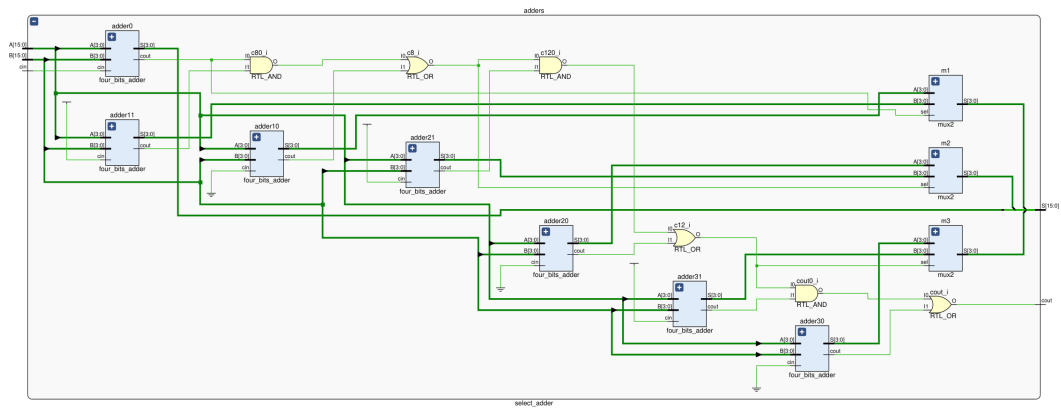 adders
A[15:0]
B[15:0]
cin
adder0
A[3:0]
B[3:0]
cin
S[3:0]
cout
four_bits_adder
c80_i
I0
I1
O
RTL_AND
c8_i
I0
I1
O
RTL_OR
c120_i
I0
I1
O
RTL_AND
m1
A[3:0]
B[3:0]
sel
S[3:0]
mux2
adder11
A[3:0]
B[3:0]
cin
S[3:0]
cout
four_bits_adder
adder10
A[3:0]
B[3:0]
cin
S[3:0]
cout
four_bits_adder
adder21
A[3:0]
B[3:0]
cin
S[3:0]
cout
four_bits_adder
m2
A[3:0]
B[3:0]
sel
S[3:0]
mux2
S[15:0]
adder20
A[3:0]
B[3:0]
cin
S[3:0]
cout
four_bits_adder
c12_i
I0
I1
O
RTL_OR
m3
A[3:0]
B[3:0]
sel
S[3:0]
mux2
adder31
A[3:0]
B[3:0]
cin
S[3:0]
cout
four_bits_adder
cout0_i
I0
I1
O
RTL_AND
cout_i
I0
I1
O
RTL_OR
cout
adder30
A[3:0]
B[3:0]
cin
S[3:0]
cout
four_bits_adder
select_adder